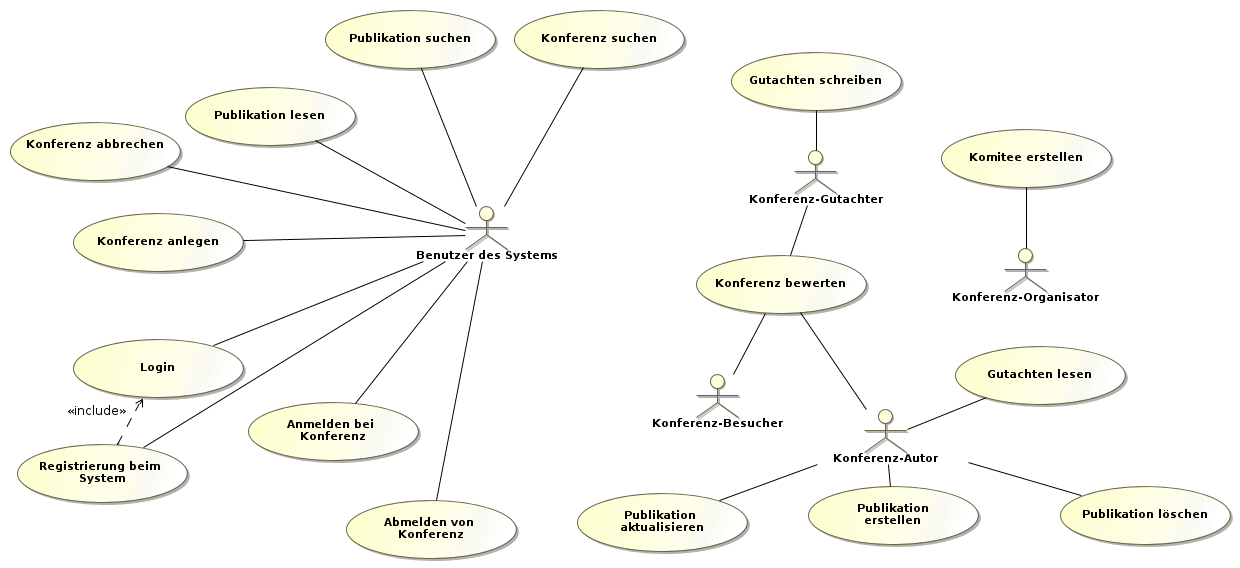 Publikation suchen
Konferenz suchen
Gutachten schreiben
Publikation lesen
Konferenz abbrechen
Komitee erstellen
Konferenz-Gutachter
Konferenz anlegen
Benutzer des Systems
Konferenz bewerten
Konferenz-Organisator
Login
Gutachten lesen
«include»
Anmelden bei
Konferenz
Konferenz-Besucher
Konferenz-Autor
Registrierung beim
System
Abmelden von
Konferenz
Publikation
aktualisieren
Publikation
erstellen
Publikation löschen